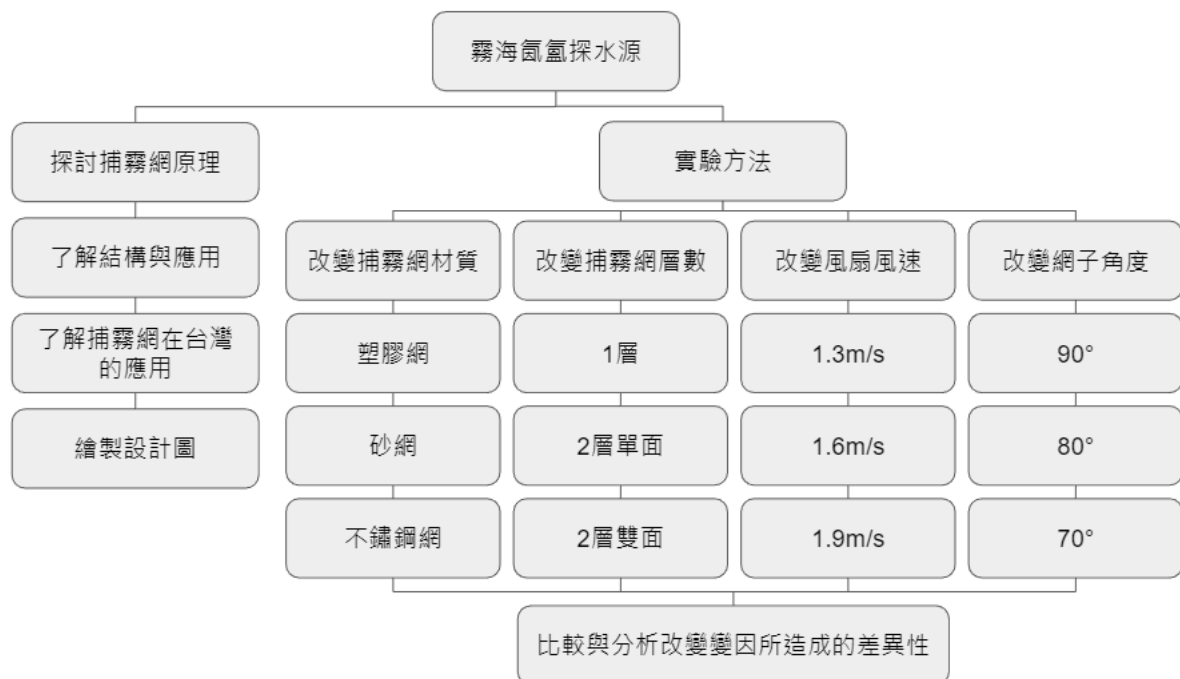 霧海氤氳探水源
探討捕霧網原理
實驗方法
了解結構與應用
改變捕霧網材質
改變捕霧網層數
改變風扇風速
改變網子角度
了解捕霧網在台灣
的應用
塑膠網
1層
1.3m/s
90°
繪製設計圖
砂網
2層單面
1.6m/s
80°
不鏽鋼網
2層雙面
1.9m/s
70°
比較與分析改變變因所造成的差異性